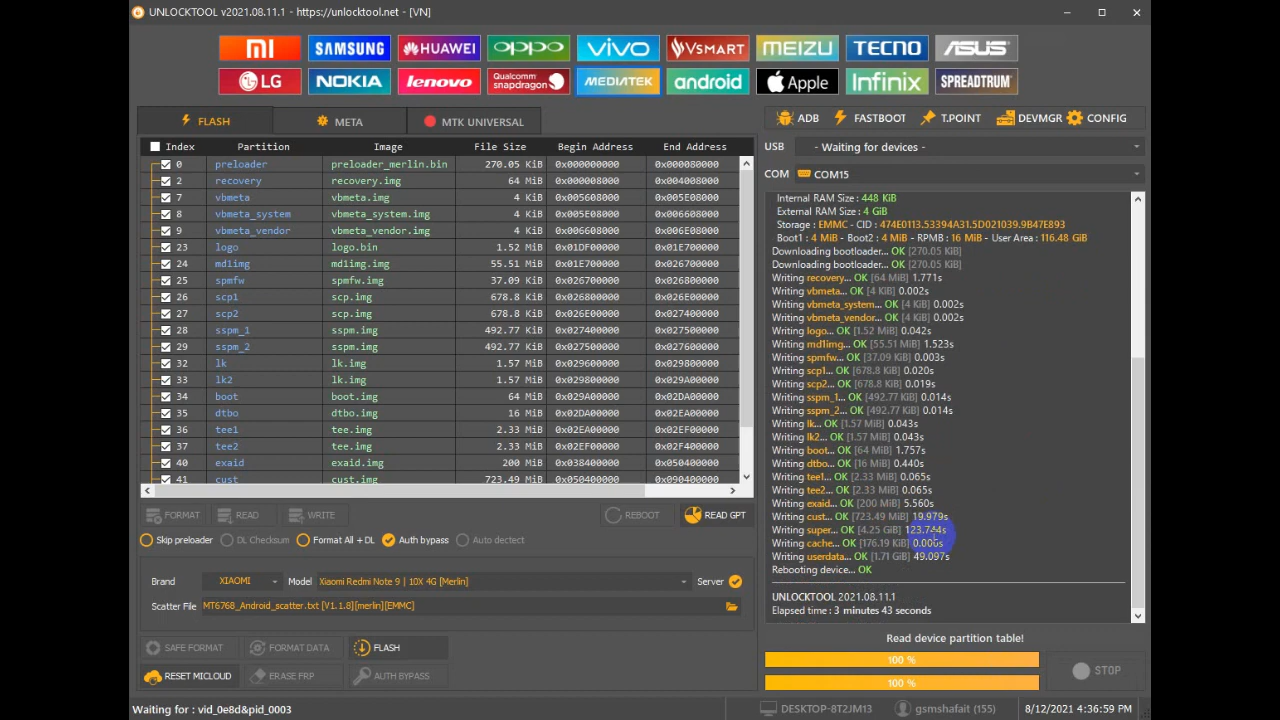 UNLOCKTOOL v2021.08.11.1 - https://unlocktool.net - [VN]
MI SAMSUNG HUAWEI OPPO VIVO VSMART MEIZU TECNO ASUS
LG NOKIA lenovo Qualcomm snapdragon MEDIATEK android Apple Infinix SPREADTRUM
FLASH META MTK UNIVERSAL
ADB FASTBOOT T.POINT DEVMGR CONFIG
USB - Waiting for devices -
COM COM15
Index Partition Image File Size Begin Address End Address
0 preloader preloader_merlin.bin 270.05 KiB 0x000000000 0x000080000
2 recovery recovery.img 64 MiB 0x000008000 0x004008000
7 vbmeta vbmeta.img 4 KiB 0x005608000 0x005E08000
8 vbmeta_system vbmeta_system.img 4 KiB 0x005E08000 0x006608000
9 vbmeta_vendor vbmeta_vendor.img 4 KiB 0x006608000 0x006E08000
23 logo logo.bin 1.52 MiB 0x01DF00000 0x01E700000
24 md1img md1img.img 55.51 MiB 0x01E700000 0x026700000
25 spmfw spmfw.img 37.09 KiB 0x026700000 0x026800000
26 scp1 scp.img 678.8 KiB 0x026800000 0x026E00000
27 scp2 scp.img 678.8 KiB 0x026E00000 0x027400000
28 sspm_1 sspm.img 492.77 KiB 0x027400000 0x027500000
29 sspm_2 sspm.img 492.77 KiB 0x027500000 0x027600000
32 lk lk.img 1.57 MiB 0x029600000 0x029800000
33 lk2 lk.img 1.57 MiB 0x029800000 0x029A00000
34 boot boot.img 64 MiB 0x029A00000 0x02DA00000
35 dtbo dtbo.img 16 MiB 0x02DA00000 0x02EA00000
36 tee1 tee.img 2.33 MiB 0x02EA00000 0x02EF00000
37 tee2 tee.img 2.33 MiB 0x02EF00000 0x02F400000
40 exaid exaid.img 200 MiB 0x038400000 0x050400000
41 cust cust.img 723.49 MiB 0x050400000 0x090400000
FORMAT READ WRITE REBOOT READ GPT
Skip preloader DL Checksum Format All + DL Auth bypass Auto dectect
Brand XIAOMI Model Xiaomi Redmi Note 9 | 10X 4G [Merlin] Server
Scatter File MT6768_Android_scatter.txt [V1.1.8][merlin][EMMC]
SAFE FORMAT FORMAT DATA FLASH
RESET MICLOUD ERASE FRP AUTH BYPASS
Internal RAM Size : 448 KiB
External RAM Size : 4 GiB
Storage : EMMC - CID : 474E0113.53394A31.5D021039.9B47E893
Boot1 : 4 MiB - Boot2 : 4 MiB - RPMB : 16 MiB - User Area : 116.48 GiB
Downloading bootloader... OK [270.05 KiB]
Downloading bootloader... OK [270.05 KiB]
Writing recovery... OK [64 MiB] 1.771s
Writing vbmeta... OK [4 KiB] 0.002s
Writing vbmeta_system... OK [4 KiB] 0.002s
Writing vbmeta_vendor... OK [4 KiB] 0.002s
Writing logo... OK [1.52 MiB] 0.042s
Writing md1img... OK [55.51 MiB] 1.523s
Writing spmfw... OK [37.09 KiB] 0.003s
Writing scp1... OK [678.8 KiB] 0.020s
Writing scp2... OK [678.8 KiB] 0.019s
Writing sspm_1... OK [492.77 KiB] 0.014s
Writing sspm_2... OK [492.77 KiB] 0.014s
Writing lk... OK [1.57 MiB] 0.043s
Writing lk2... OK [1.57 MiB] 0.043s
Writing boot... OK [64 MiB] 1.757s
Writing dtbo... OK [16 MiB] 0.440s
Writing tee1... OK [2.33 MiB] 0.065s
Writing tee2... OK [2.33 MiB] 0.065s
Writing exaid... OK [200 MiB] 5.560s
Writing cust... OK [723.49 MiB] 19.979s
Writing super... OK [4.25 GiB] 123.744s
Writing cache... OK [176.19 KiB] 0.006s
Writing userdata... OK [1.71 GiB] 49.097s
Rebooting device... OK
UNLOCKTOOL 2021.08.11.1
Elapsed time : 3 minutes 43 seconds
Read device partition table!
100 %
100 %
STOP
Waiting for : vid_0e8d&pid_0003 DESKTOP-8T2JM13 gsmshafait (155) 8/12/2021 4:36:59 PM